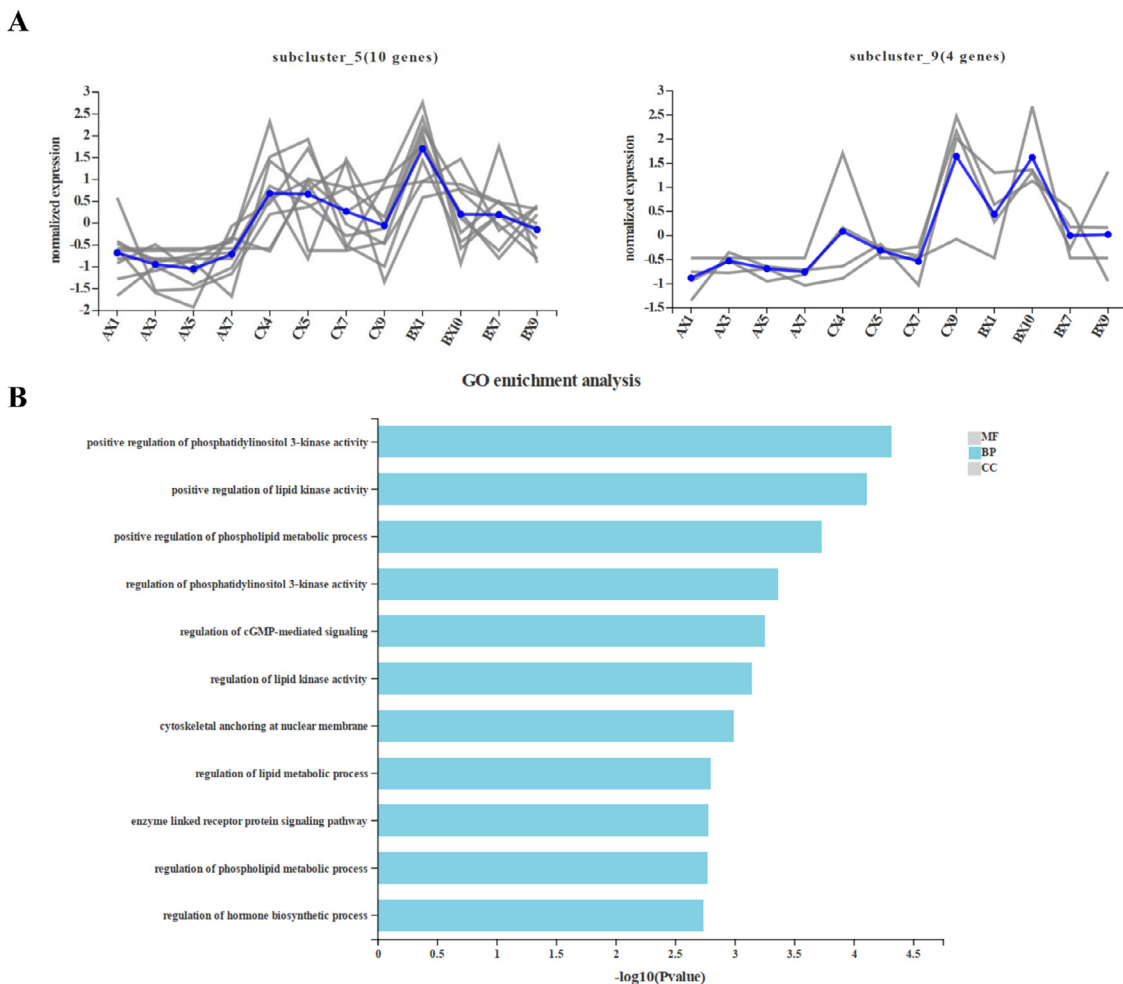 A
subcluster_5(10 genes)
subcluster_9(4 genes)
normalized expression
3
2.5
2
1.5
1
0.5
0
-0.5
-1
-1.5
-2
AX1
AX3
AX5
AX7
CX4
CX5
CX7
CX9
BX1
BX10
BX7
BX9
normalized expression
3
2.5
2
1.5
1
0.5
0
-0.5
-1
-1.5
AX1
AX3
AX5
AX7
CX4
CX5
CX7
CX9
BX1
BX10
BX7
BX9
GO enrichment analysis
B
positive regulation of phosphatidylinositol 3-kinase activity
positive regulation of lipid kinase activity
positive regulation of phospholipid metabolic process
regulation of phosphatidylinositol 3-kinase activity
regulation of cGMP-mediated signaling
regulation of lipid kinase activity
cytoskeletal anchoring at nuclear membrane
regulation of lipid metabolic process
enzyme linked receptor protein signaling pathway
regulation of phospholipid metabolic process
regulation of hormone biosynthetic process
MF
BP
CC
0
0.5
1
1.5
2
2.5
3
3.5
4
4.5
-log10(Pvalue)